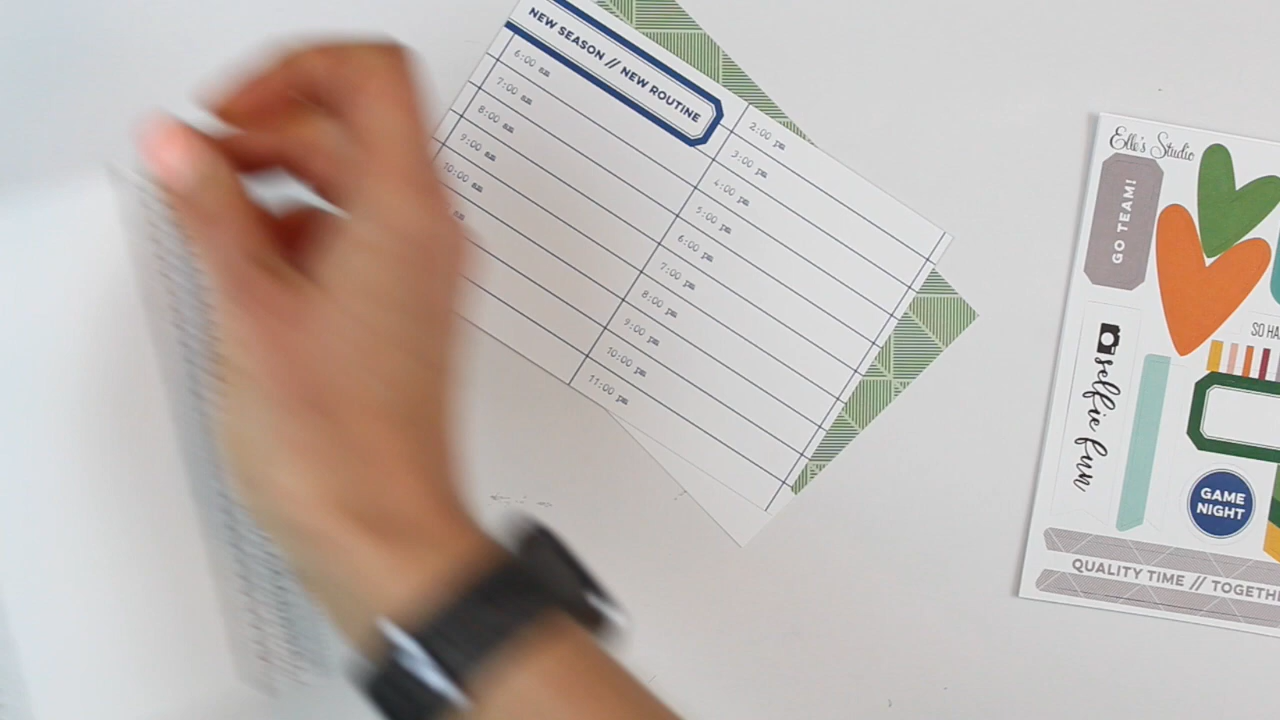 NEW SEASON // NEW ROUTINE
6:00 am
7:00 am
8:00 am
9:00 am
10:00 am
am
2:00 pm
3:00 pm
4:00 pm
5:00 pm
6:00 pm
7:00 pm
8:00 pm
9:00 pm
10:00 pm
11:00 pm
Elle's Studio
GO TEAM!
SO HA
selfie fun
GAME
NIGHT
QUALITY TIME // TOGETHE